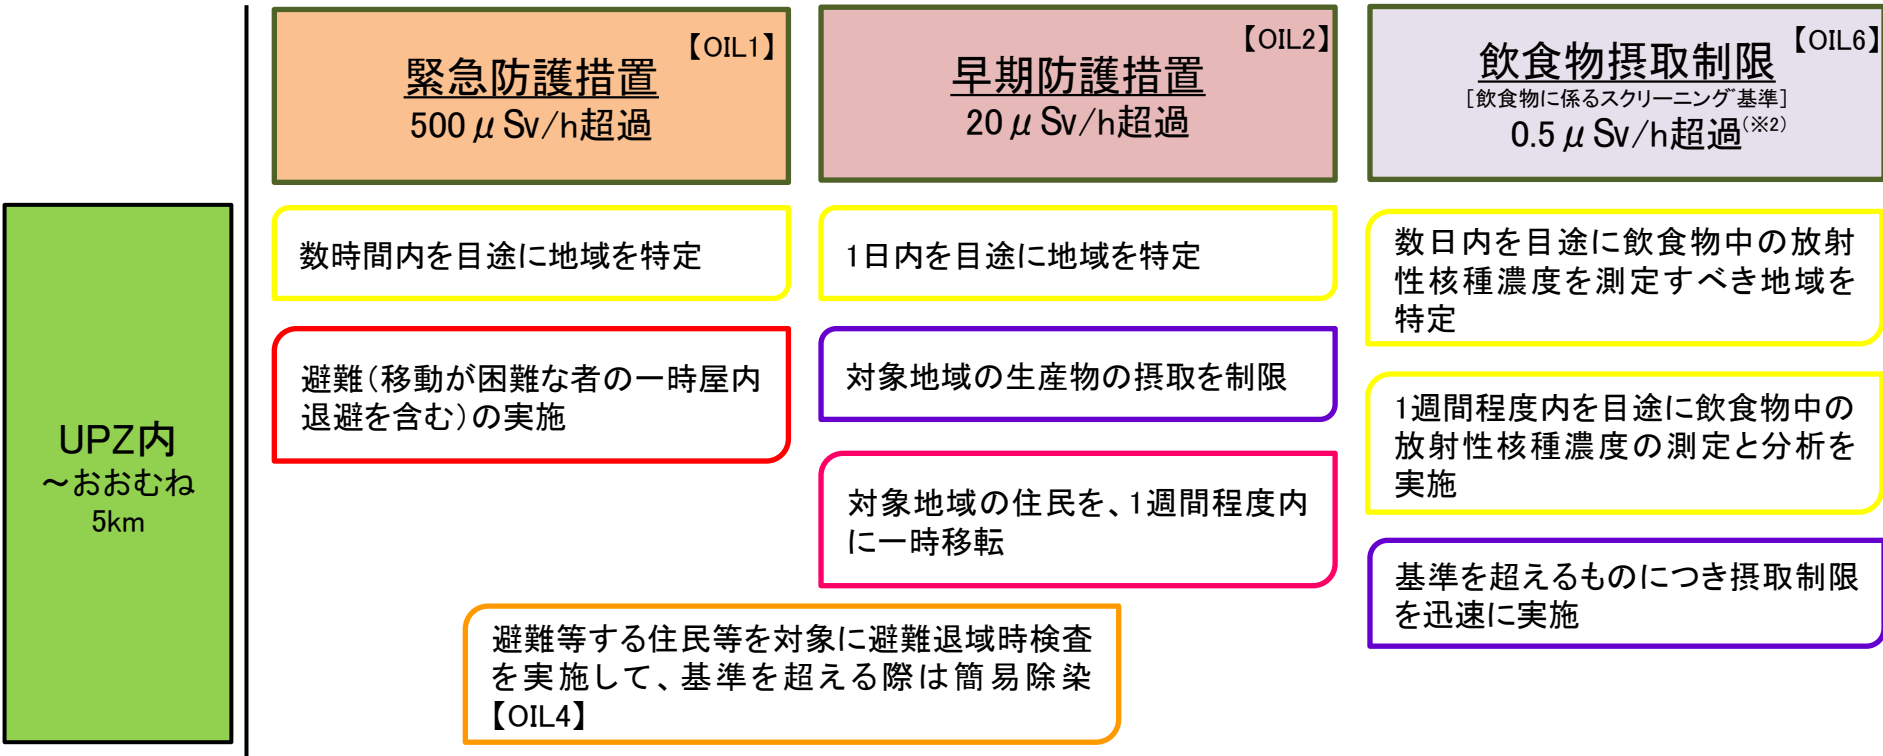 【OIL1】
緊急防護措置
500μSv/h超過
【OIL2】
早期防護措置
20μSv/h超過
【OIL6】
飲食物摂取制限
[飲食物に係るスクリーニング基準]
0.5μSv/h超過(※2)
UPZ内
～おおむね
5km
数時間内を目途に地域を特定
避難(移動が困難な者の一時屋内
退避を含む)の実施
1日内を目途に地域を特定
対象地域の生産物の摂取を制限
対象地域の住民を、1週間程度内
に一時移転
避難等する住民等を対象に避難退域時検査
を実施して、基準を超える際は簡易除染
【OIL4】
数日内を目途に飲食物中の放射
性核種濃度を測定すべき地域を
特定
1週間程度内を目途に飲食物中の
放射性核種濃度の測定と分析を
実施
基準を超えるものにつき摂取制限
を迅速に実施